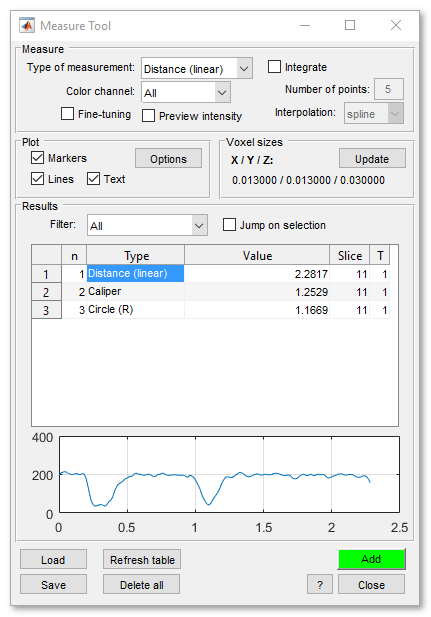 Measure Tool
Measure
Type of measurement: Distance (linear) Integrate
Color channel: All Number of points: 5
Fine-tuning Preview intensity Interpolation: spline
Plot
Markers Options
Lines Text
Voxel sizes
X / Y / Z: Update
0.013000 / 0.013000 / 0.030000
Results
Filter: All Jump on selection
n Type Value Slice T
1 1 Distance (linear) 2.2817 11 1
2 2 Caliper 1.2529 11 1
3 3 Circle (R) 1.1669 11 1
400
200
0
0 0.5 1 1.5 2 2.5
Load Refresh table Add
Save Delete all ? Close